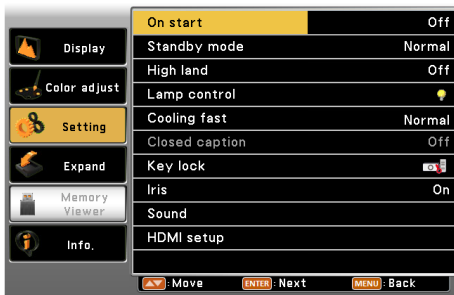 Display
Color adjust
Setting
Expand
Memory
Viewer
Info.
On start Off
Standby mode Normal
High land Off
Lamp control
Cooling fast Normal
Closed caption Off
Key lock
Iris On
Sound
HDMI setup
:Move ENTER :Next MENU :Back